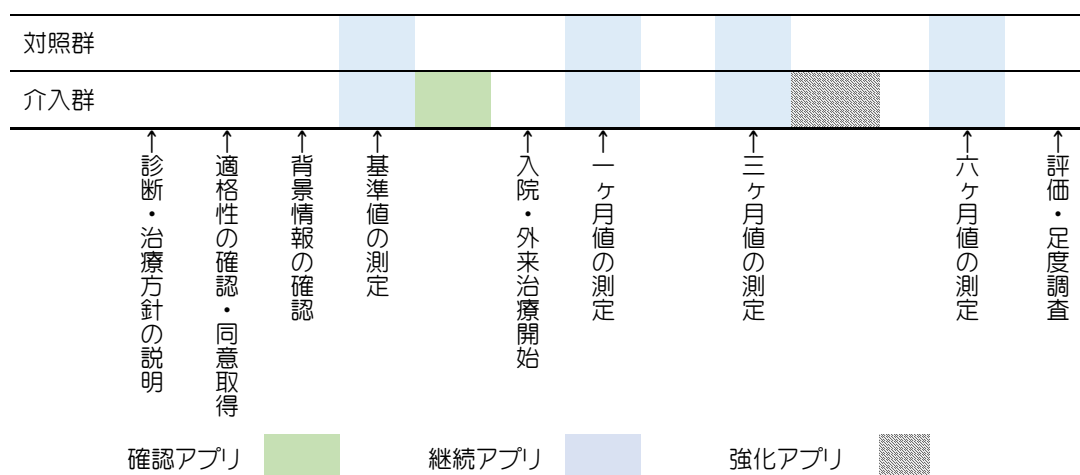 対照群
介入群
←診断・治療方針の説明
←適格性の確認・同意取得
←背景情報の確認
←基準値の測定
←入院・外来治療開始
←一ヶ月値の測定
←三ヶ月値の測定
←六ヶ月値の測定
←評価・足度調査
確認アプリ
継続アプリ
強化アプリ